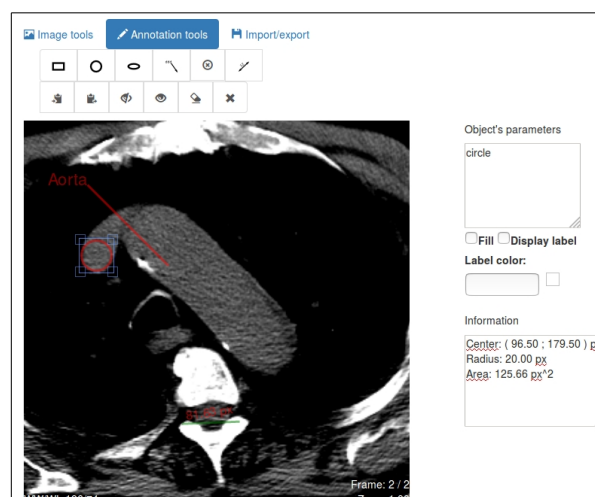 Image tools
Annotation tools
Import/export
Object's parameters
circle
Aorta
Fill Display label
Label color:
Information
Center: ( 96.50 ; 179.50 ) p
Radius: 20.00 px
Area: 125.66 px^2
Frame: 2 / 2